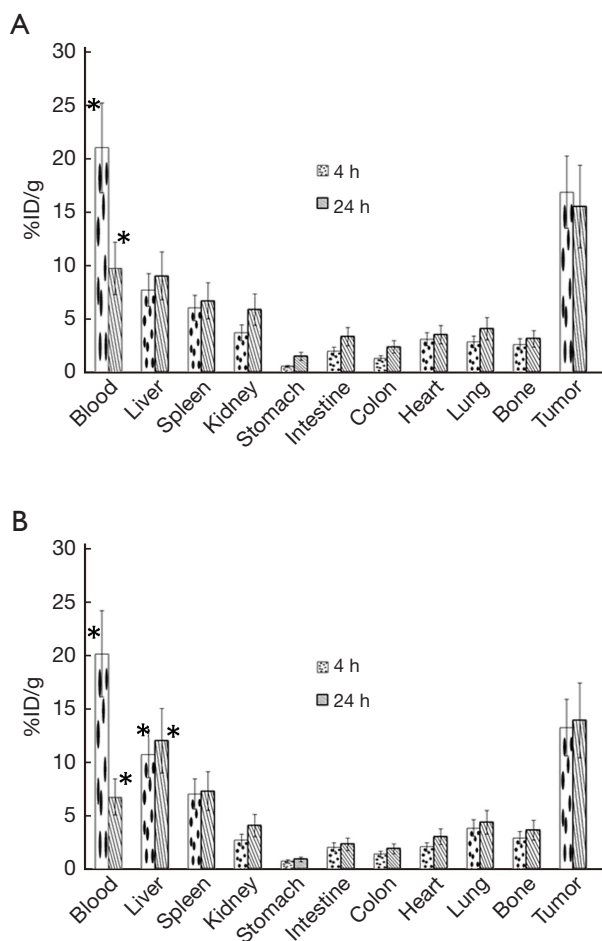 A
30
25
20
15
10
5
0
%ID/g
*
*
4 h
24 h
Blood
Liver
Spleen
Kidney
Stomach
Intestine
Colon
Heart
Lung
Bone
Tumor
B
30
25
20
15
10
5
0
%ID/g
*
*
*
*
4 h
24 h
Blood
Liver
Spleen
Kidney
Stomach
Intestine
Colon
Heart
Lung
Bone
Tumor